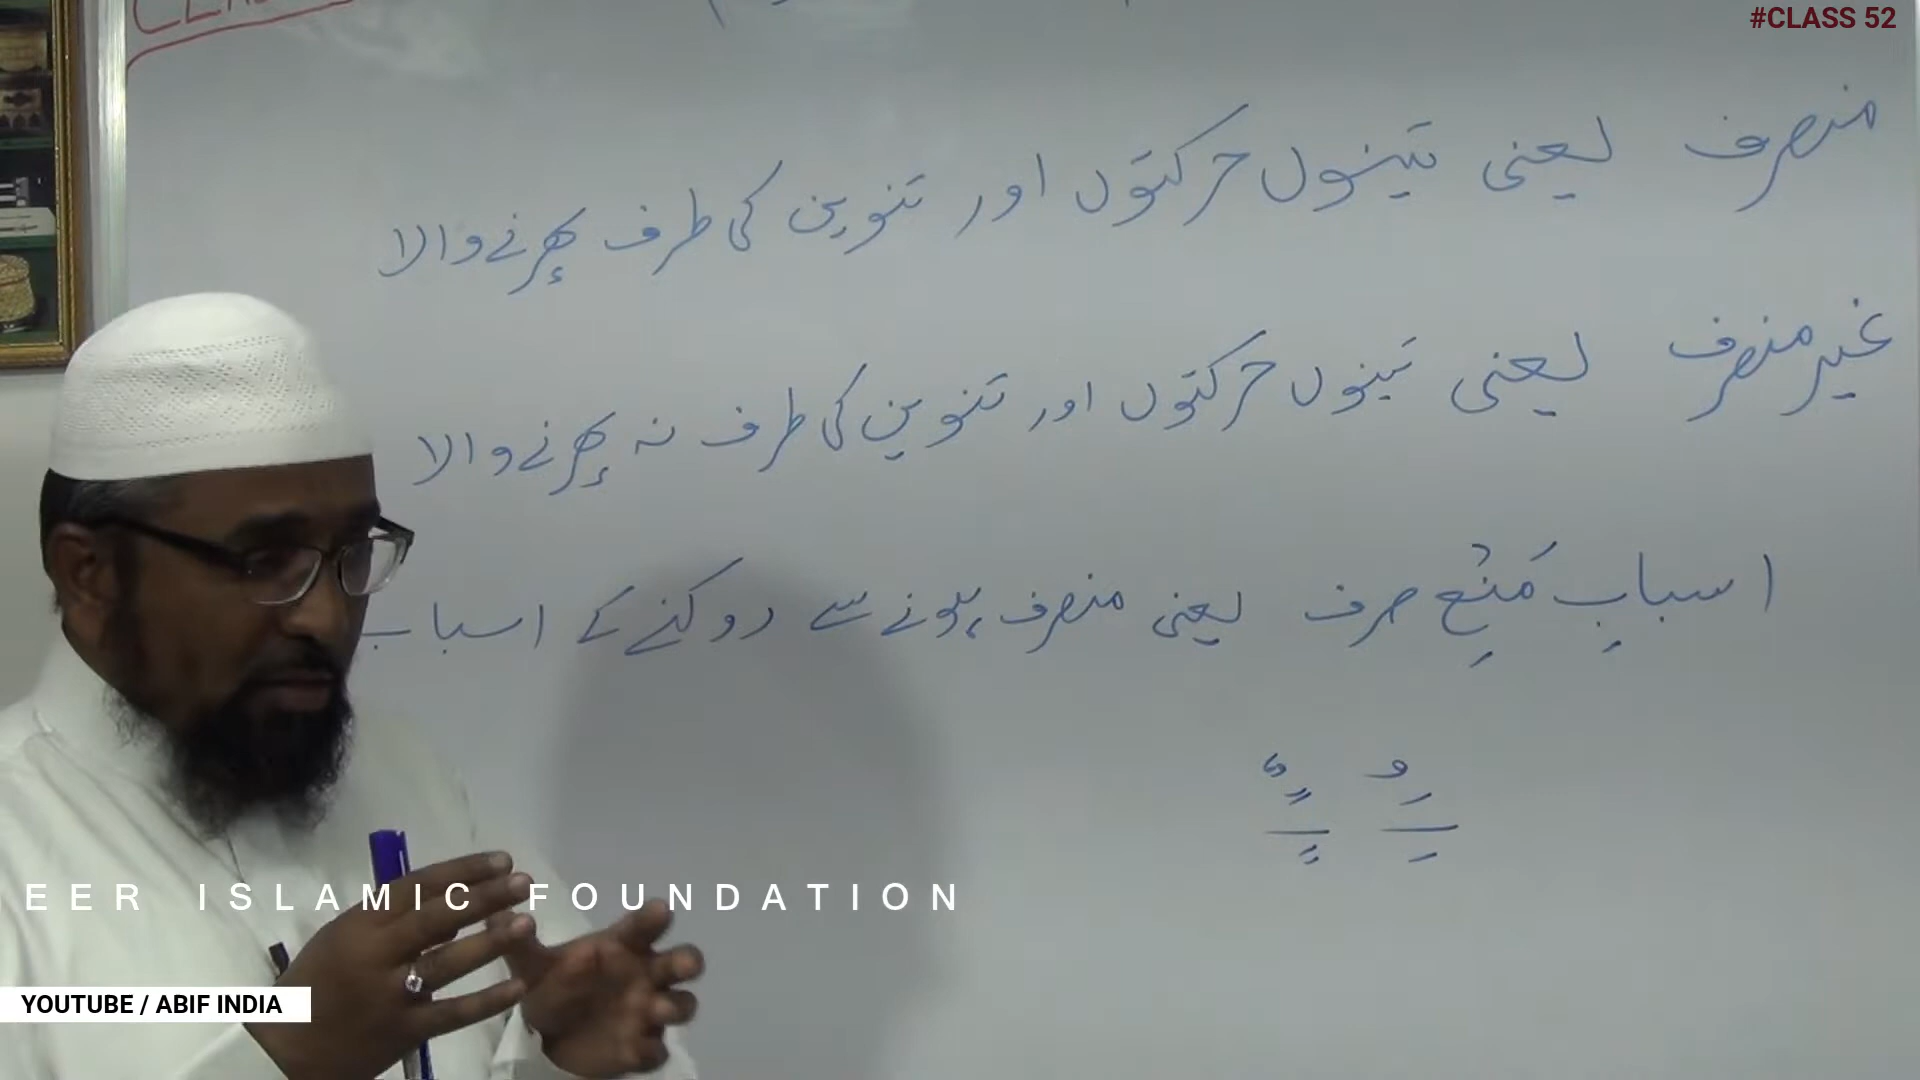 #CLASS 52
منصرف یعنی تینوں حرکتوں اور تنوین کی طرف پھرنے والا
غیر منصرف یعنی تینوں حرکتوں اور تنوین کی طرف نہ پھرنے والا
اسبابِ مَنْعِ صرف یعنی منصرف ہونے سے روکنے کے اسباب
EER ISLAMIC FOUNDATION
YOUTUBE / ABIF INDIA